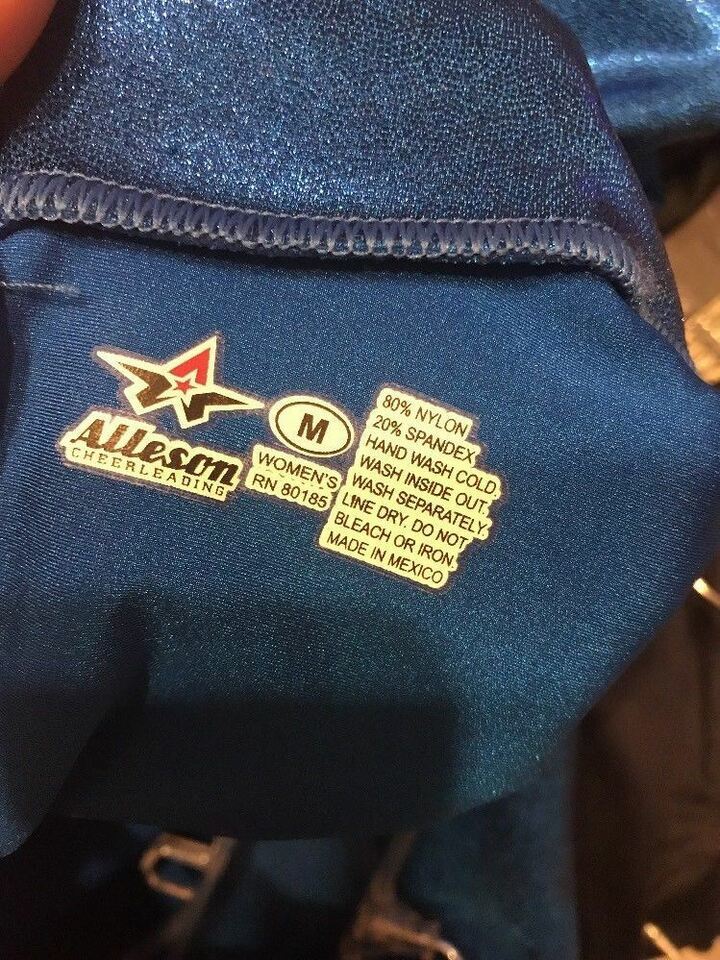 Alleson
CHEERLEADING
M
WOMEN'S
RN 80185
80% NYLON
20% SPANDEX
HAND WASH COLD,
WASH INSIDE OUT,
WASH SEPARATELY,
LINE DRY. DO NOT
BLEACH OR IRON,
MADE IN MEXICO